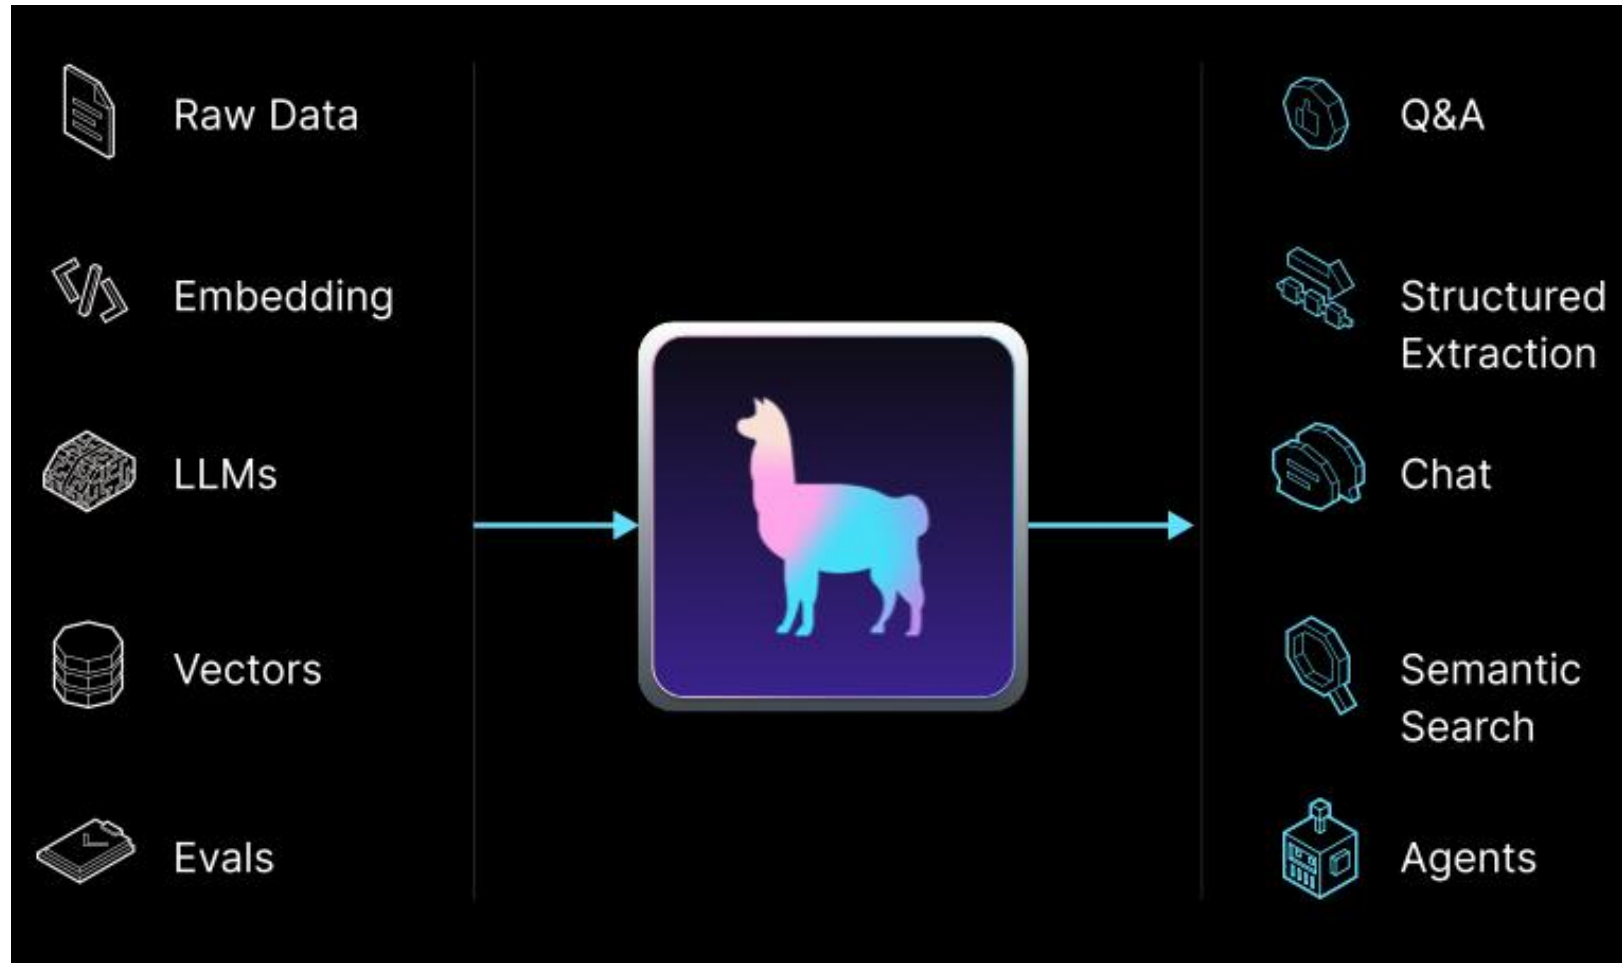 Raw Data
Embedding
LLMs
Vectors
Evals
Q&A
Structured
Extraction
Chat
Semantic
Search
Agents